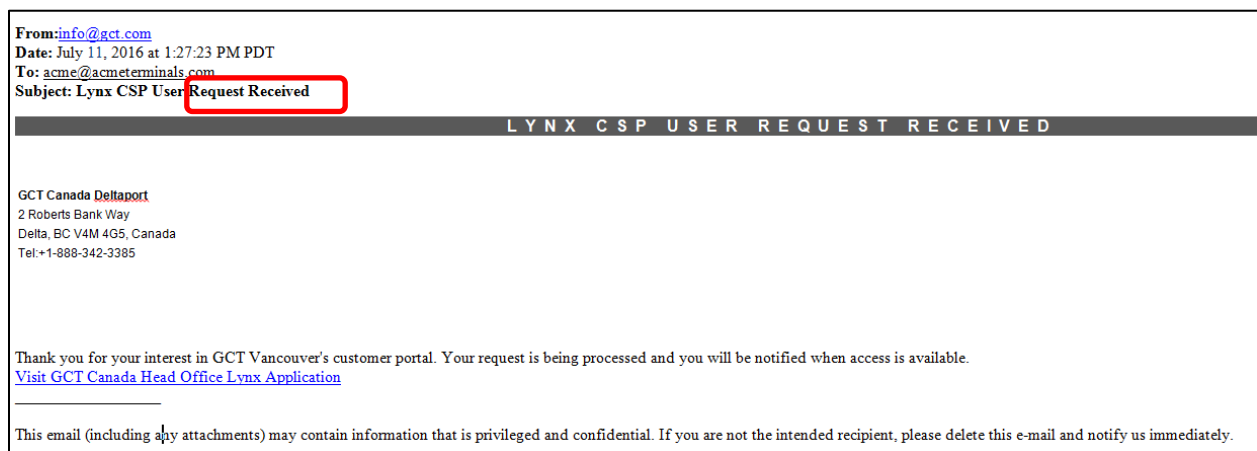 From:info@gct.com
Date: July 11, 2016 at 1:27:23 PM PDT
To: acme@acmeterminals.com
Subject: Lynx CSP User Request Received
LYNX CSP USER REQUEST RECEIVED
GCT Canada Deltaport
2 Roberts Bank Way
Delta, BC V4M 4G5, Canada
Tel:+1-888-342-3385
Thank you for your interest in GCT Vancouver's customer portal. Your request is being processed and you will be notified when access is available.
Visit GCT Canada Head Office Lynx Application
This email (including any attachments) may contain information that is privileged and confidential. If you are not the intended recipient, please delete this e-mail and notify us immediately.